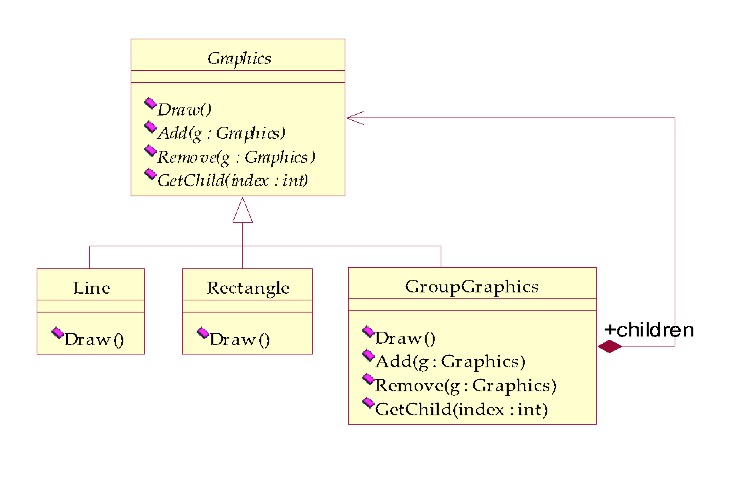 Graphics
Draw()
Add(g : Graphics)
Remove(g : Graphics)
GetChild(index : int)
Line
Draw()
Rectangle
Draw()
GroupGraphics
Draw()
Add(g : Graphics)
Remove(g : Graphics)
GetChild(index : int)
+children